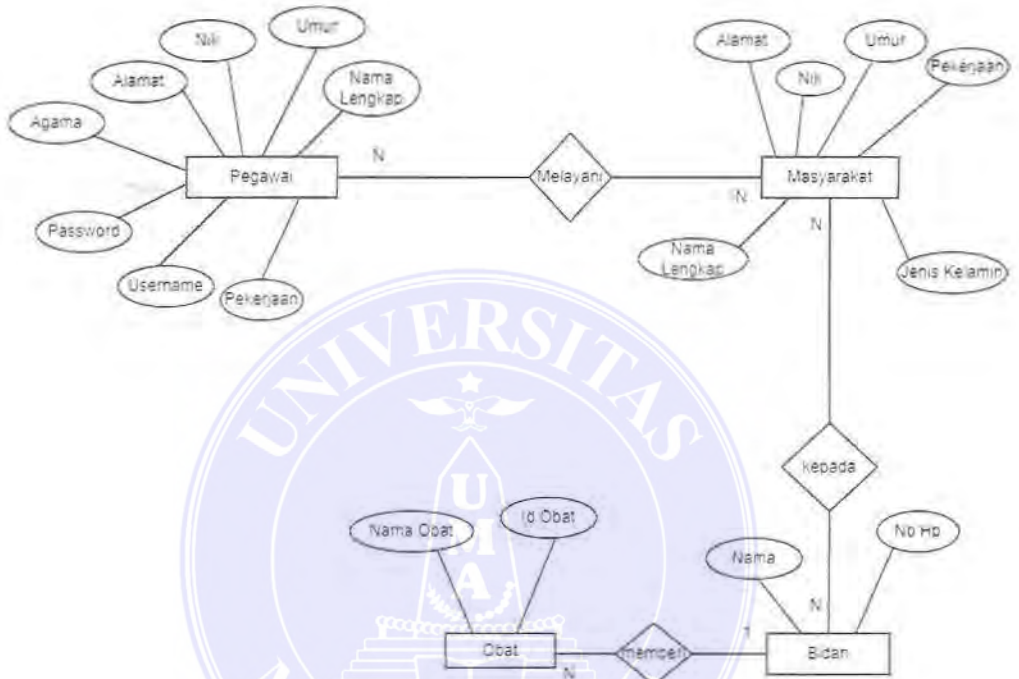 Umur
Nik
Alamat
Nama
Lengkap
Agama
Pegawai
N
Melayani
N
Password
Username
Pekerjaan
Alamat
Umur
Nik
Pekerjaan
Masyarakat
N
Nama
Lengkap
Jenis Kelamin
UNIVERSITAS
UMA
kepada
Nama Obat
Id Obat
Nama
No Hp
N
Obat
N
memberi
1
Bidan